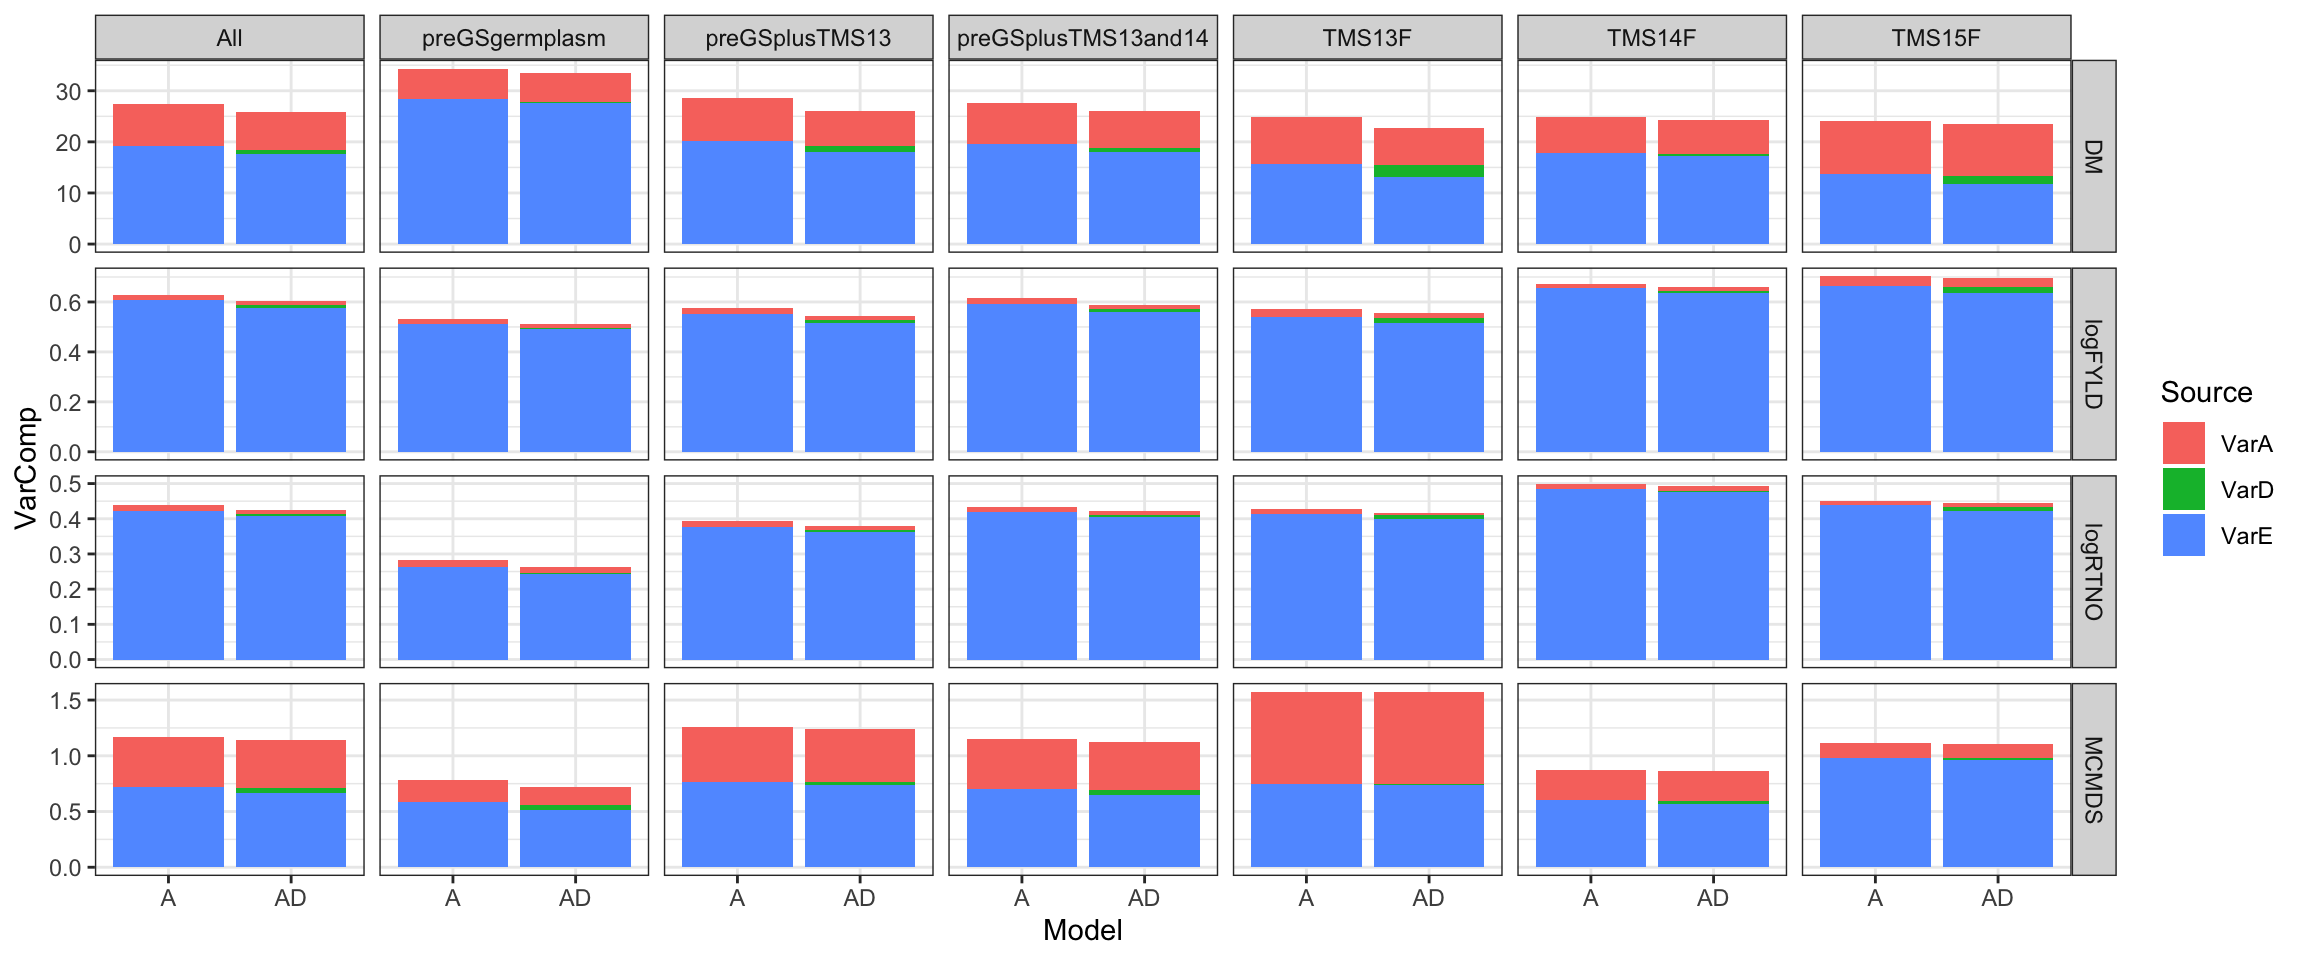 All
preGSgermplasm
preGSplusTMS13
preGSplusTMS13and14
TMS13F
TMS14F
TMS15F
30
20
10
0
DM
0.6
0.4
0.2
0.0
logFYLD
0.5
0.4
0.3
0.2
0.1
0.0
logRTNO
1.5
1.0
0.5
0.0
MCMDS
VarComp
A AD A AD A AD A AD A AD A AD A AD
Model
Source
VarA
VarD
VarE